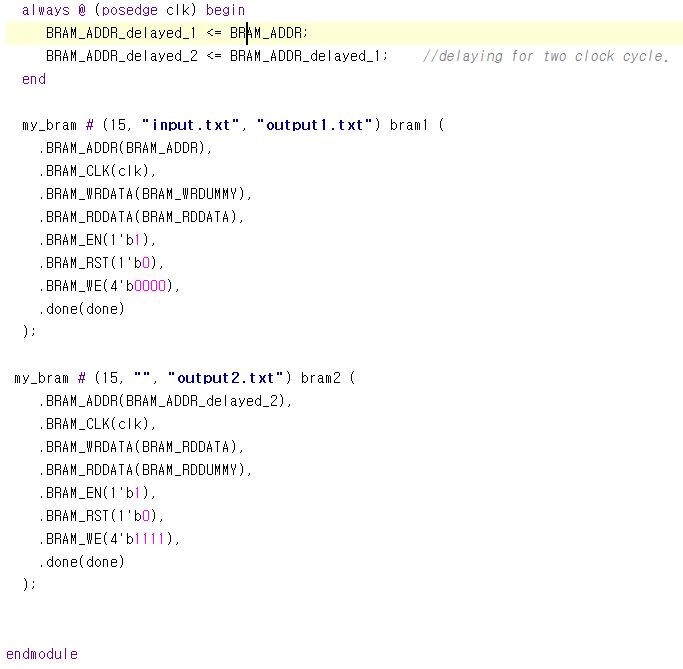 always @ (posedge clk) begin
BRAM_ADDR_delayed_1 <= BRAM_ADDR;
BRAM_ADDR_delayed_2 <= BRAM_ADDR_delayed_1; //delaying for two clock cycle.
end
my_bram # (15, "input.txt", "output1.txt") bram1 (
.BRAM_ADDR(BRAM_ADDR),
.BRAM_CLK(clk),
.BRAM_WRDATA(BRAM_WRDUMMY),
.BRAM_RDDATA(BRAM_RDDATA),
.BRAM_EN(1'b1),
.BRAM_RST(1'b0),
.BRAM_WE(4'b0000),
.done(done)
);
my_bram # (15, "", "output2.txt") bram2 (
.BRAM_ADDR(BRAM_ADDR_delayed_2),
.BRAM_CLK(clk),
.BRAM_WRDATA(BRAM_RDDATA),
.BRAM_RDDATA(BRAM_RDDUMMY),
.BRAM_EN(1'b1),
.BRAM_RST(1'b0),
.BRAM_WE(4'b1111),
.done(done)
);
endmodule